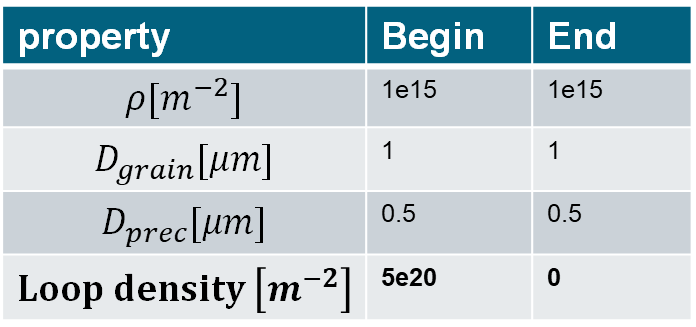 property Begin End
ρ[m⁻²] 1e15 1e15
D_grain[μm] 1 1
D_prec[μm] 0.5 0.5
Loop density [m⁻²] 5e20 0